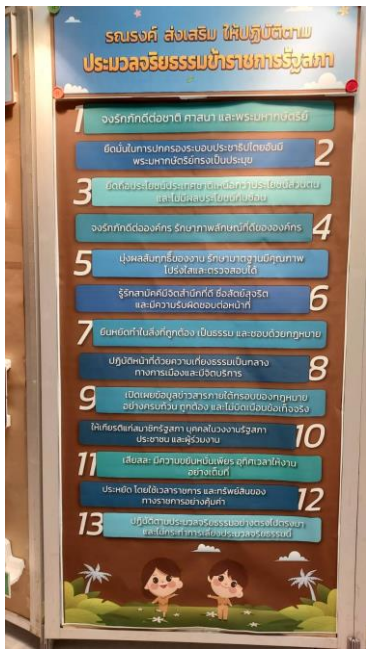 รณรงค์ ส่งเสริม ให้ปฏิบัติตาม
ประมวลจริยธรรมข้าราชการรัฐสภา
1 จงรักภักดีต่อชาติ ศาสนา และพระมหากษัตริย์
ยึดมั่นในการปกครองระบอบประชาธิปไตยอันมี
พระมหากษัตริย์ทรงเป็นประมุข 2
3 ยึดถือประโยชน์ประเทศชาติเหนือกว่าประโยชน์ส่วนตน
และไม่มีผลประโยชน์ทับซ้อน
จงรักภักดีต่อองค์กร รักษาภาพลักษณ์ที่ดีขององค์กร 4
5 มุ่งผลสัมฤทธิ์ของงาน รักษามาตรฐานมีคุณภาพ
โปร่งใสและตรวจสอบได้
รู้รักสามัคคีมีจิตสำนึกที่ดี ซื่อสัตย์สุจริต
และมีความรับผิดชอบต่อหน้าที่ 6
7 ยืนหยัดทำในสิ่งที่ถูกต้อง เป็นธรรม และชอบด้วยกฎหมาย
ปฏิบัติหน้าที่ด้วยความเที่ยงธรรมเป็นกลาง
ทางการเมืองและมีจิตบริการ 8
9 เปิดเผยข้อมูลข่าวสารภายใต้กรอบของกฎหมาย
อย่างครบถ้วน ถูกต้อง และไม่บิดเบือนข้อเท็จจริง
ให้เกียรติแก่สมาชิกรัฐสภา บุคคลในวงงานรัฐสภา
ประชาชน และผู้ร่วมงาน 10
11 เสียสละ มีความขยันหมั่นเพียร อุทิศเวลาให้งาน
อย่างเต็มที่
ประหยัด โดยใช้เวลาราชการ และทรัพย์สินของ
ทางราชการอย่างคุ้มค่า 12
13 ปฏิบัติตามประมวลจริยธรรมอย่างตรงไปตรงมา
และไม่กระทำการเลี่ยงประมวลจริยธรรมนี้